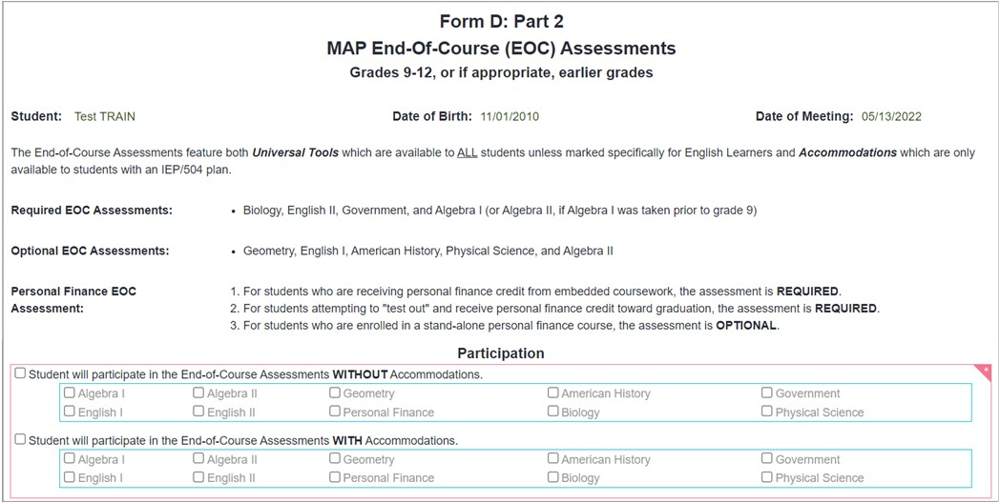 Form D: Part 2
MAP End-Of-Course (EOC) Assessments
Grades 9-12, or if appropriate, earlier grades
Student: Test TRAIN Date of Birth: 11/01/2010 Date of Meeting: 05/13/2022
The End-of-Course Assessments feature both Universal Tools which are available to ALL students unless marked specifically for English Learners and Accommodations which are only
available to students with an IEP/504 plan.
Required EOC Assessments: • Biology, English II, Government, and Algebra I (or Algebra II, if Algebra I was taken prior to grade 9)
Optional EOC Assessments: • Geometry, English I, American History, Physical Science, and Algebra II
Personal Finance EOC 1. For students who are receiving personal finance credit from embedded coursework, the assessment is REQUIRED.
Assessment: 2. For students attempting to "test out" and receive personal finance credit toward graduation, the assessment is REQUIRED.
3. For students who are enrolled in a stand-alone personal finance course, the assessment is OPTIONAL.
Participation
Student will participate in the End-of-Course Assessments WITHOUT Accommodations.
Algebra I Algebra II Geometry American History Government
English I English II Personal Finance Biology Physical Science
Student will participate in the End-of-Course Assessments WITH Accommodations.
Algebra I Algebra II Geometry American History Government
English I English II Personal Finance Biology Physical Science